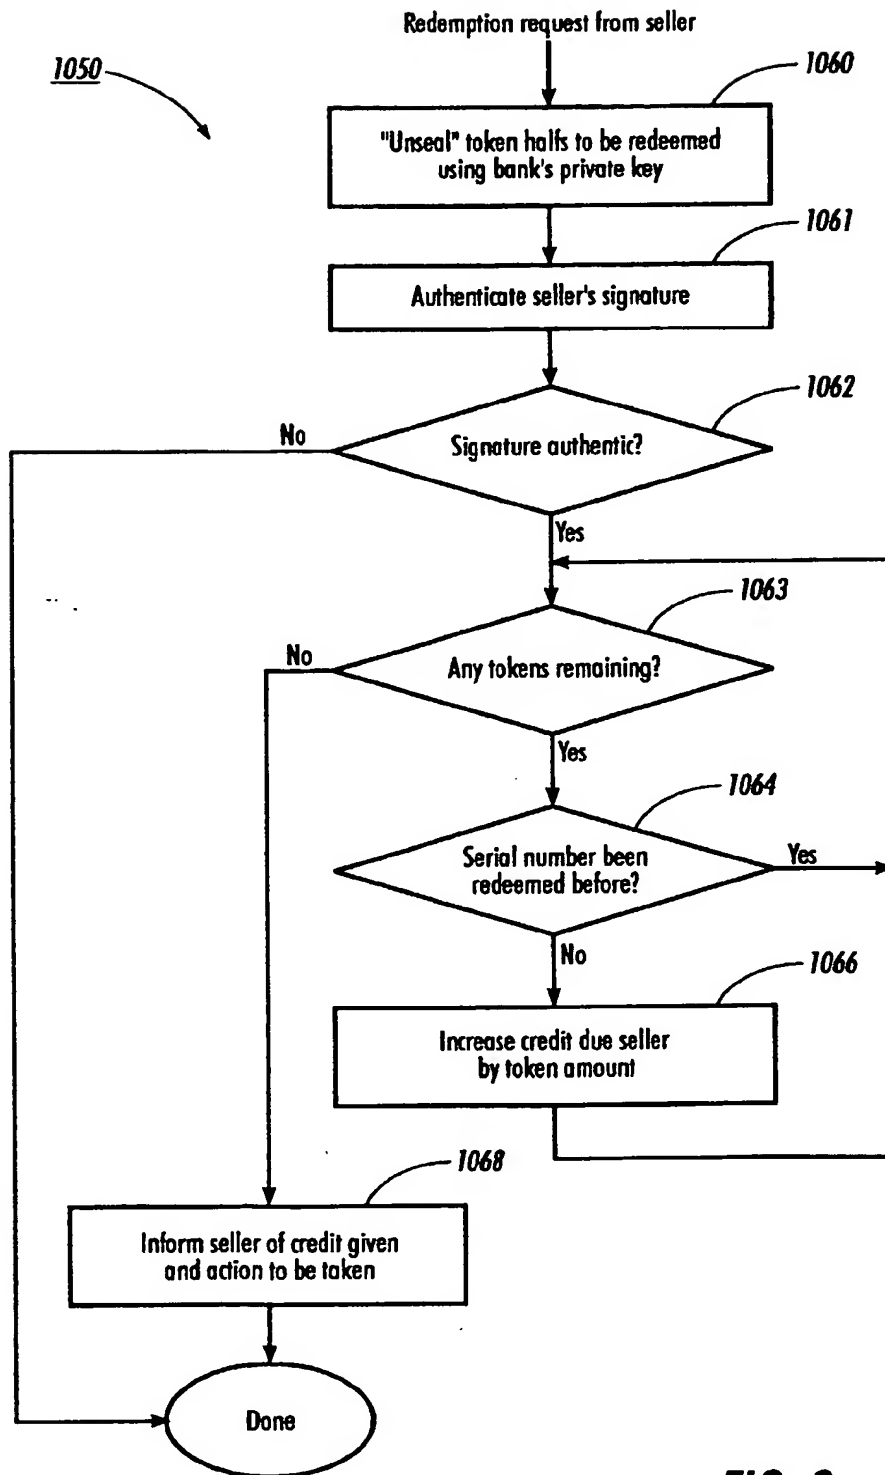 Redemption request from seller
1050
1060
"Unseal" token halfs to be redeemed
using bank's private key
1061
Authenticate seller's signature
1062
No
Signature authentic?
Yes
1063
No
Any tokens remaining?
Yes
1064
Serial number been
redeemed before?
Yes
No
1066
Increase credit due seller
by token amount
1068
Inform seller of credit given
and action to be taken
Done